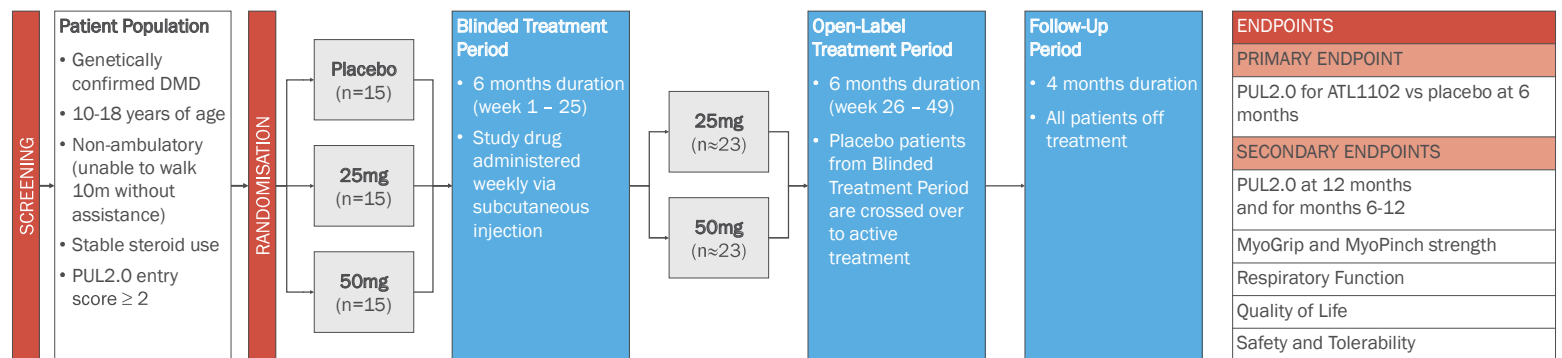 SCREENING
Patient Population
• Genetically
confirmed DMD
• 10-18 years of age
• Non-ambulatory
(unable to walk
10m without
assistance)
• Stable steroid use
• PUL2.0 entry
score ≥ 2
RANDOMISATION
Placebo
(n=15)
25mg
(n=15)
50mg
(n=15)
Blinded Treatment
Period
• 6 months duration
(week 1 – 25)
• Study drug
administered
weekly via
subcutaneous
injection
25mg
(n≈23)
50mg
(n≈23)
Open-Label
Treatment Period
• 6 months duration
(week 26 – 49)
• Placebo patients
from Blinded
Treatment Period
are crossed over
to active
treatment
Follow-Up
Period
• 4 months duration
• All patients off
treatment
ENDPOINTS
PRIMARY ENDPOINT
PUL2.0 for ATL1102 vs placebo at 6
months
SECONDARY ENDPOINTS
PUL2.0 at 12 months
and for months 6-12
MyoGrip and MyoPinch strength
Respiratory Function
Quality of Life
Safety and Tolerability